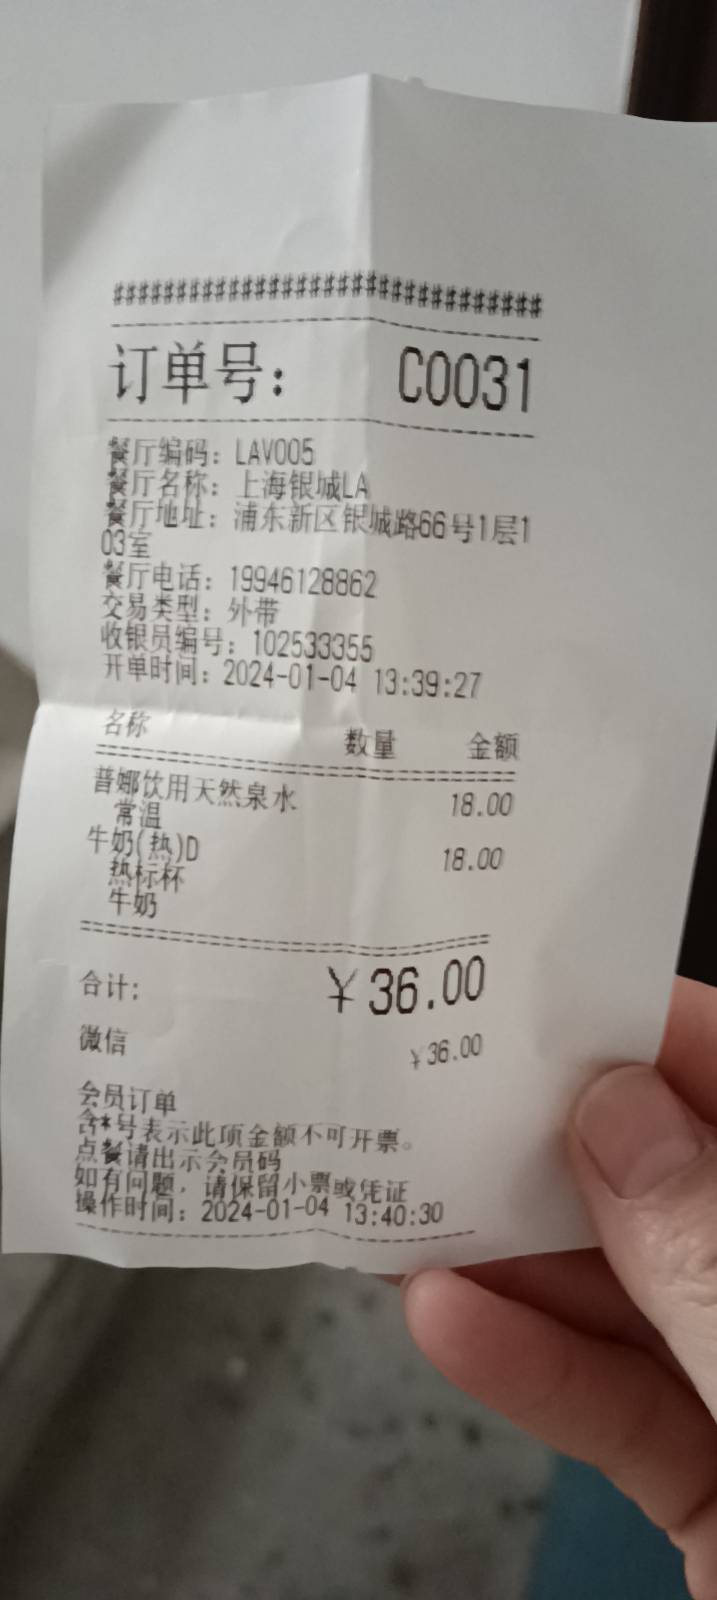 ##################################
订单号: C0031
餐厅编码: LAV005
餐厅名称: 上海银城LA
餐厅地址: 浦东新区银城路66号1层1
03室
餐厅电话: 19946128862
交易类型: 外带
收银员编号: 102533355
开单时间: 2024-01-04 13:39:27
名称 数量 金额
普娜饮用天然泉水 18.00
常温
牛奶(热)D 18.00
热标杯
牛奶
合计: ¥36.00
微信 ¥36.00
会员订单
含*号表示此项金额不可开票。
点餐请出示会员码
如有问题，请保留小票或凭证
操作时间: 2024-01-04 13:40:30